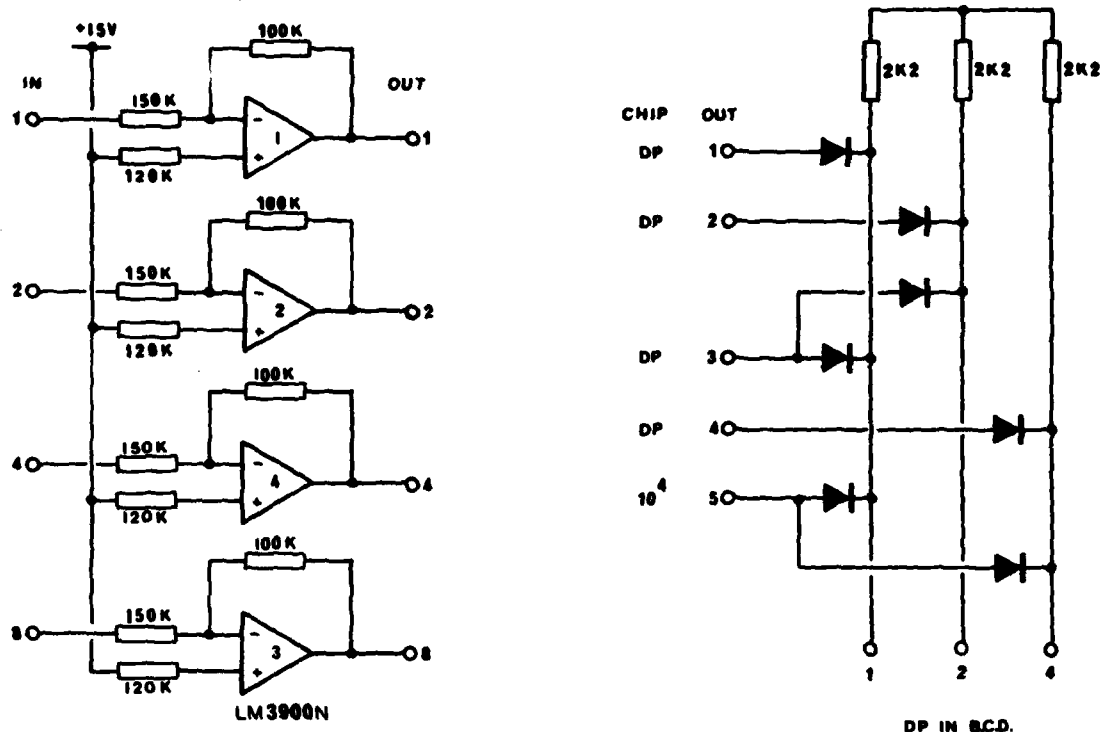 +15V
100K
IN
OUT
150K
1
1
-
+
1
120K
100K
150K
2
2
-
+
2
120K
100K
150K
4
4
-
+
4
120K
100K
150K
8
3
-
+
8
120K
LM3900N
2K2
2K2
2K2
CHIP OUT
DP 1
DP 2
DP 3
DP 4
10⁴ 5
1 2 4
DP IN B.C.D.